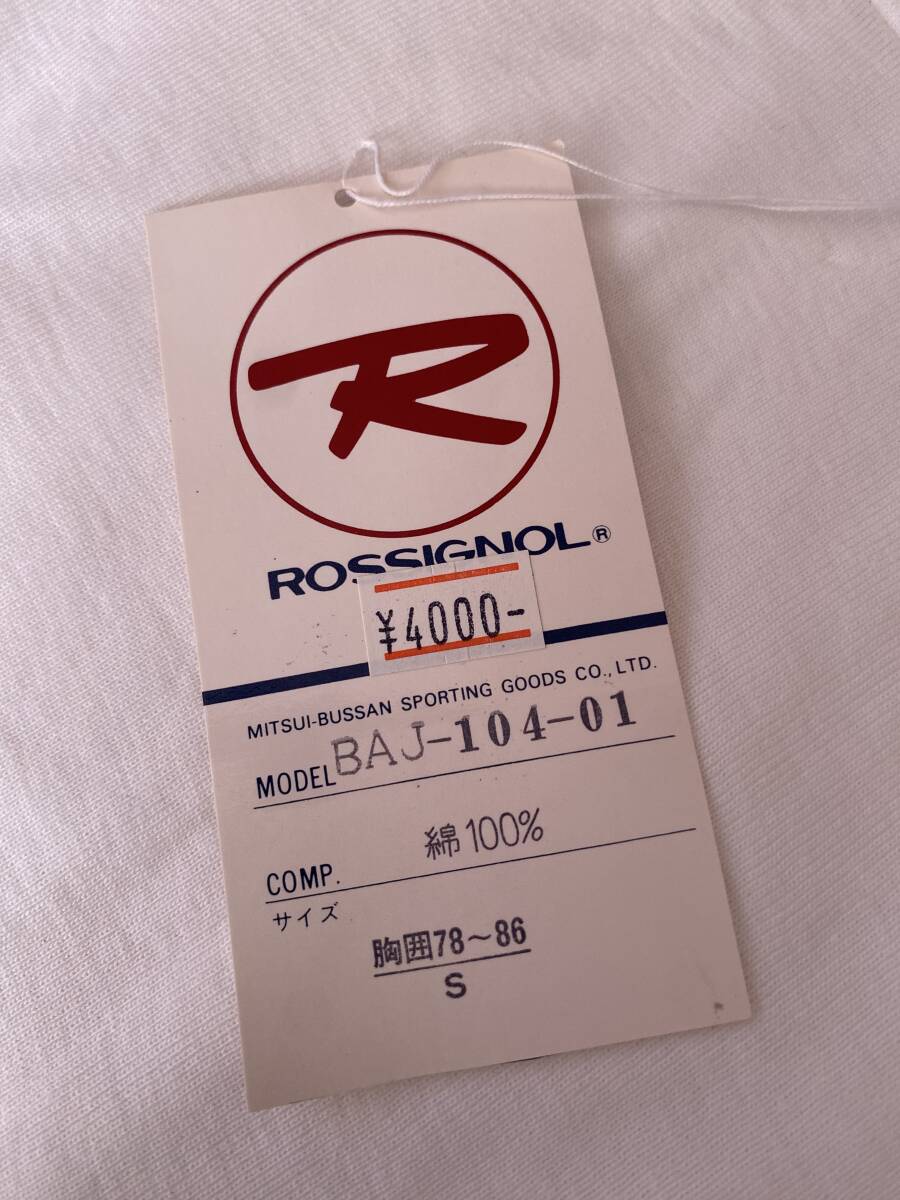 R
ROSSIGNOL®
¥4000-
MITSUI-BUSSAN SPORTING GOODS CO., LTD.
MODEL BAJ-104-01
COMP. 綿100%
サイズ
胸囲78～86
S